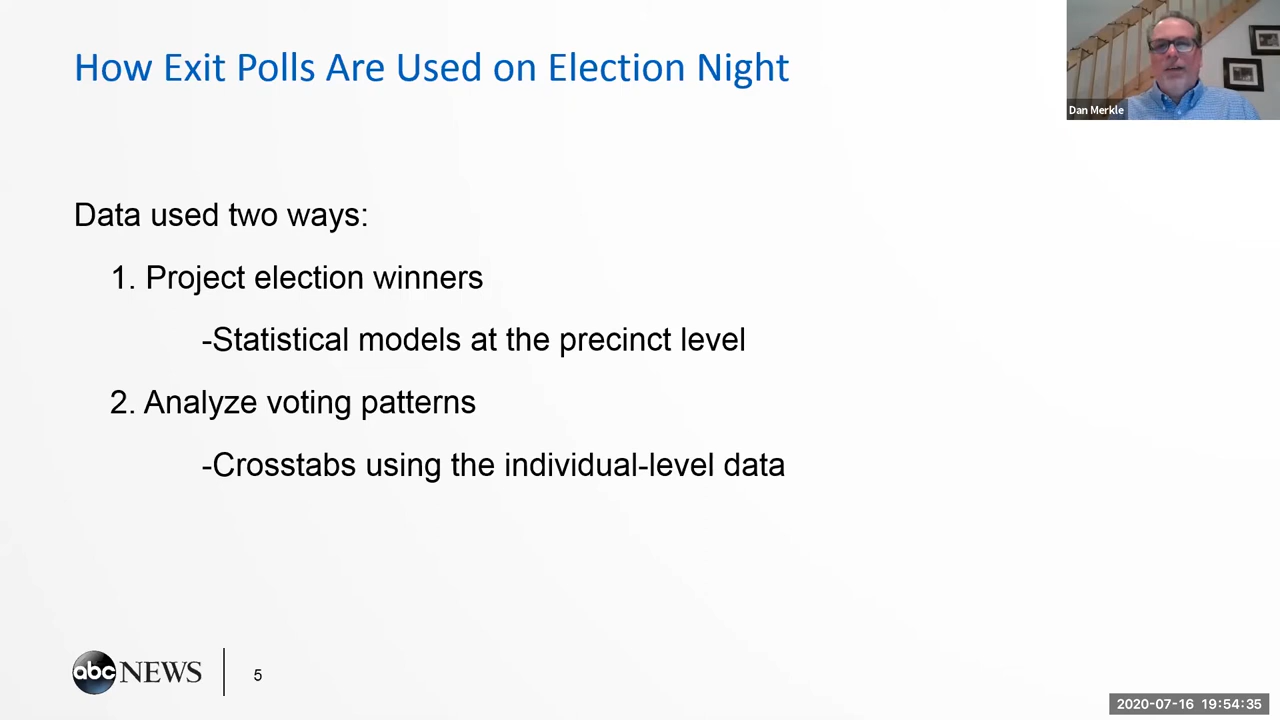 How Exit Polls Are Used on Election Night
Dan Merkle
Data used two ways:
1. Project election winners
-Statistical models at the precinct level
2. Analyze voting patterns
-Crosstabs using the individual-level data
abc NEWS
5
2020-07-16 19:54:35